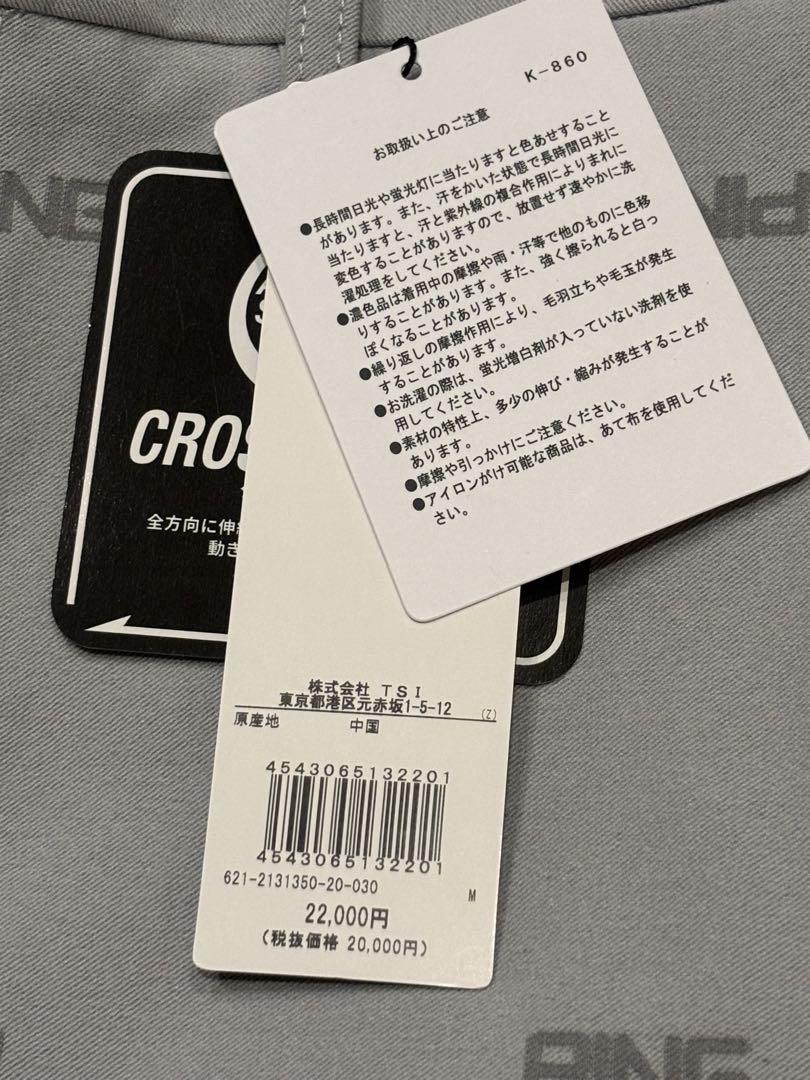 K-860
お取扱い上のご注意
●長時間日光や蛍光灯に当たりますと色あせすること
があります。また、汗をかいた状態で長時間日光に
当たりますと、汗と紫外線の複合作用によりまれに
変色することがありますので、放置せず速やかに洗
濯処理をしてください。
●濃色品は着用中の摩擦や雨・汗等で他のものに色移
りすることがあります。また、強く擦られると白っ
ぽくなることがあります。
●繰り返しの摩擦作用により、毛羽立ちや毛玉が発生
することがあります。
●お洗濯の際は、蛍光増白剤が入っていない洗剤を使
用してください。
●素材の特性上、多少の伸び・縮みが発生することが
あります。
●摩擦や引っかけにご注意ください。
●アイロンがけ可能な商品は、あて布を使用してくだ
さい。
CROS
全方向に伸
動き
株式会社 TSI
東京都港区元赤坂1-5-12
(Z)
原産地 中国
4543065132201
4543065132201
621-2131350-20-030
M
22,000円
(税抜価格 20,000円)
PING